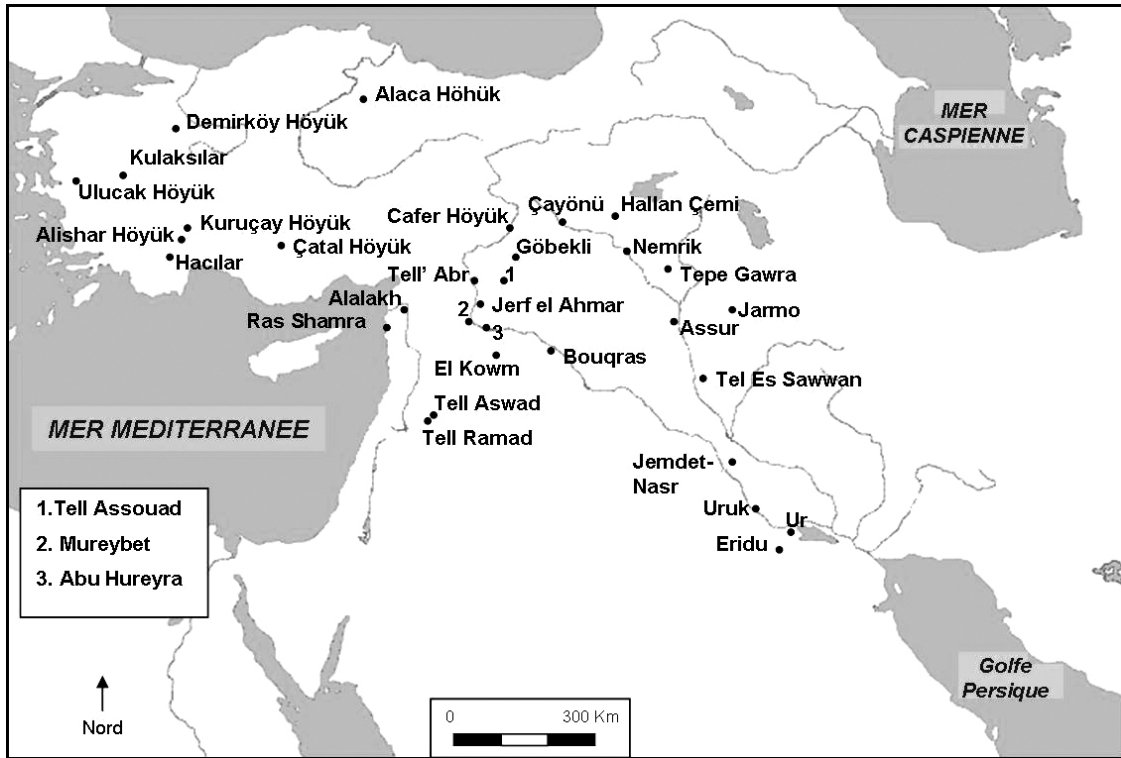 Alaca Höhük
MER
CASPIENNE
Demirköy Höyük
Kulaksılar
Ulucak Höyük
Çayönü
Hallan Çemi
Cafer Höyük
Kuruçay Höyük
Alishar Höyük
Çatal Höyük
Göbekli
Nemrik
Hacılar
Tell' Abr
1
Tepe Gawra
Alalakh
Jerf el Ahmar
Jarmo
Ras Shamra
2
3
Assur
El Kowm
Bouqras
Tel Es Sawwan
Tell Aswad
MER MEDITERRANEE
Tell Ramad
Jemdet-
Nasr
1.Tell Assouad
2. Mureybet
3. Abu Hureyra
Uruk
Ur
Eridu
Golfe
Persique
Nord
0 300 Km